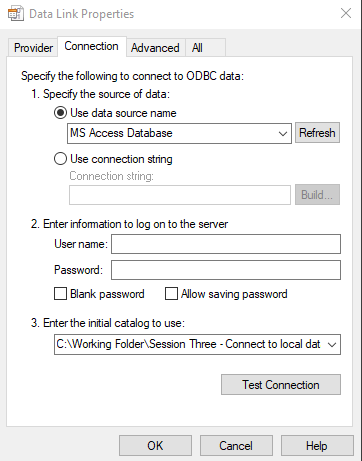 Data Link Properties
Provider Connection Advanced All
Specify the following to connect to ODBC data:
1. Specify the source of data:
Use data source name
MS Access Database Refresh
Use connection string
Connection string:
Build...
2. Enter information to log on to the server
User name:
Password:
Blank password Allow saving password
3. Enter the initial catalog to use:
C:\Working Folder\Session Three - Connect to local dat
Test Connection
OK Cancel Help